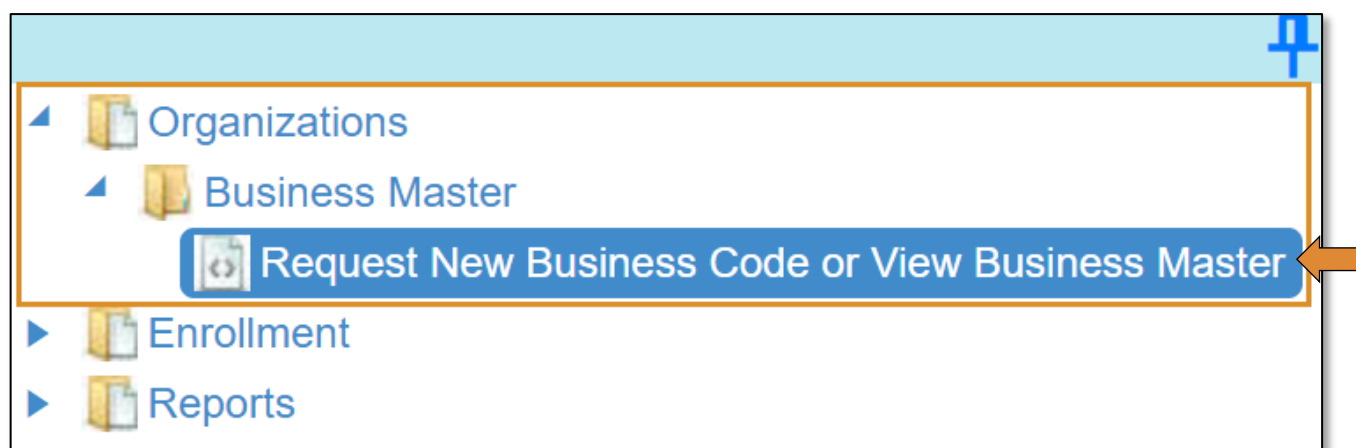 Organizations
Business Master
Request New Business Code or View Business Master
Enrollment
Reports